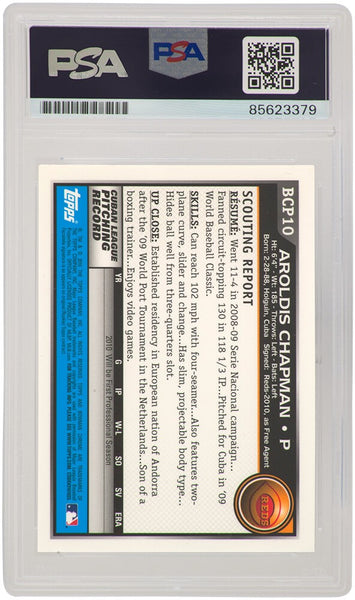 PSA
PSA
85623379
BCP10
AROLDIS CHAPMAN • P
Ht: 6'4" · Wt: 185 · Throws: Left · Bats: Left
Born: 2-28-88, Holguin, Cuba Signed: Reds-2010, as Free Agent
REDS
SCOUTING REPORT
RÉSUMÉ: Went 11-4 in 2008-09 Serie Nacional campaign...
Fanned circuit-topping 130 in 118 1/3 IP...Pitched for Cuba in '09
World Baseball Classic.
SKILLS: Can reach 102 mph with four-seamer...Also features two-
plane curve, slider and change...Has slim, projectable body type...
Hides ball well from three-quarters slot.
UP CLOSE: Established residency in European nation of Andorra
after the '09 World Port Tournament in the Netherlands...Son of a
boxing trainer...Enjoys video games.
CUBAN LEAGUE
PITCHING
RECORD
YR G IP W-L SO SV ERA
2010 Will be First Professional Season
Topps